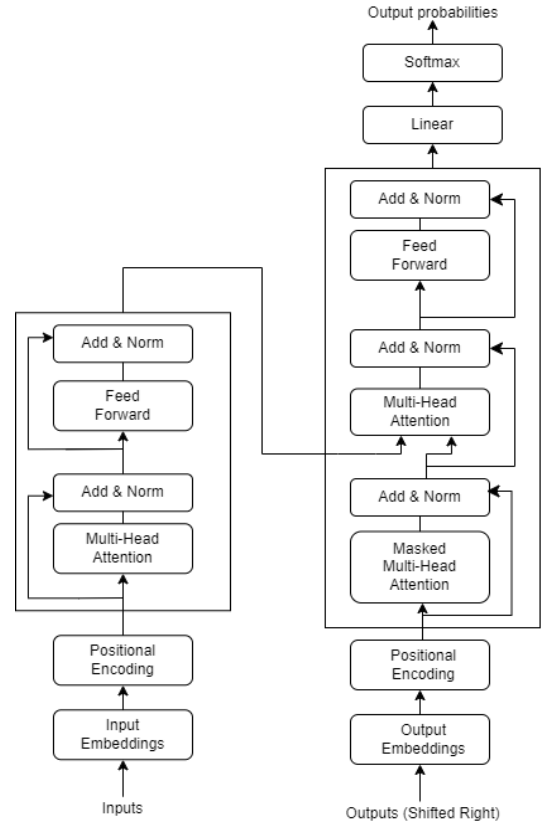 Output probabilities
Softmax
Linear
Add & Norm
Feed
Forward
Add & Norm
Multi-Head
Attention
Add & Norm
Masked
Multi-Head
Attention
Positional
Encoding
Output
Embeddings
Outputs (Shifted Right)
Add & Norm
Feed
Forward
Add & Norm
Multi-Head
Attention
Positional
Encoding
Input
Embeddings
Inputs